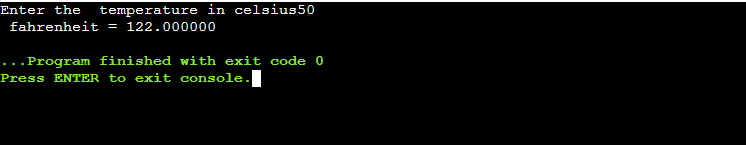 Enter the  temperature in celsius50
 fahrenheit = 122.000000
...Program finished with exit code 0
Press ENTER to exit console.